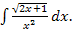 ∫ √(2x+1)/x² dx.